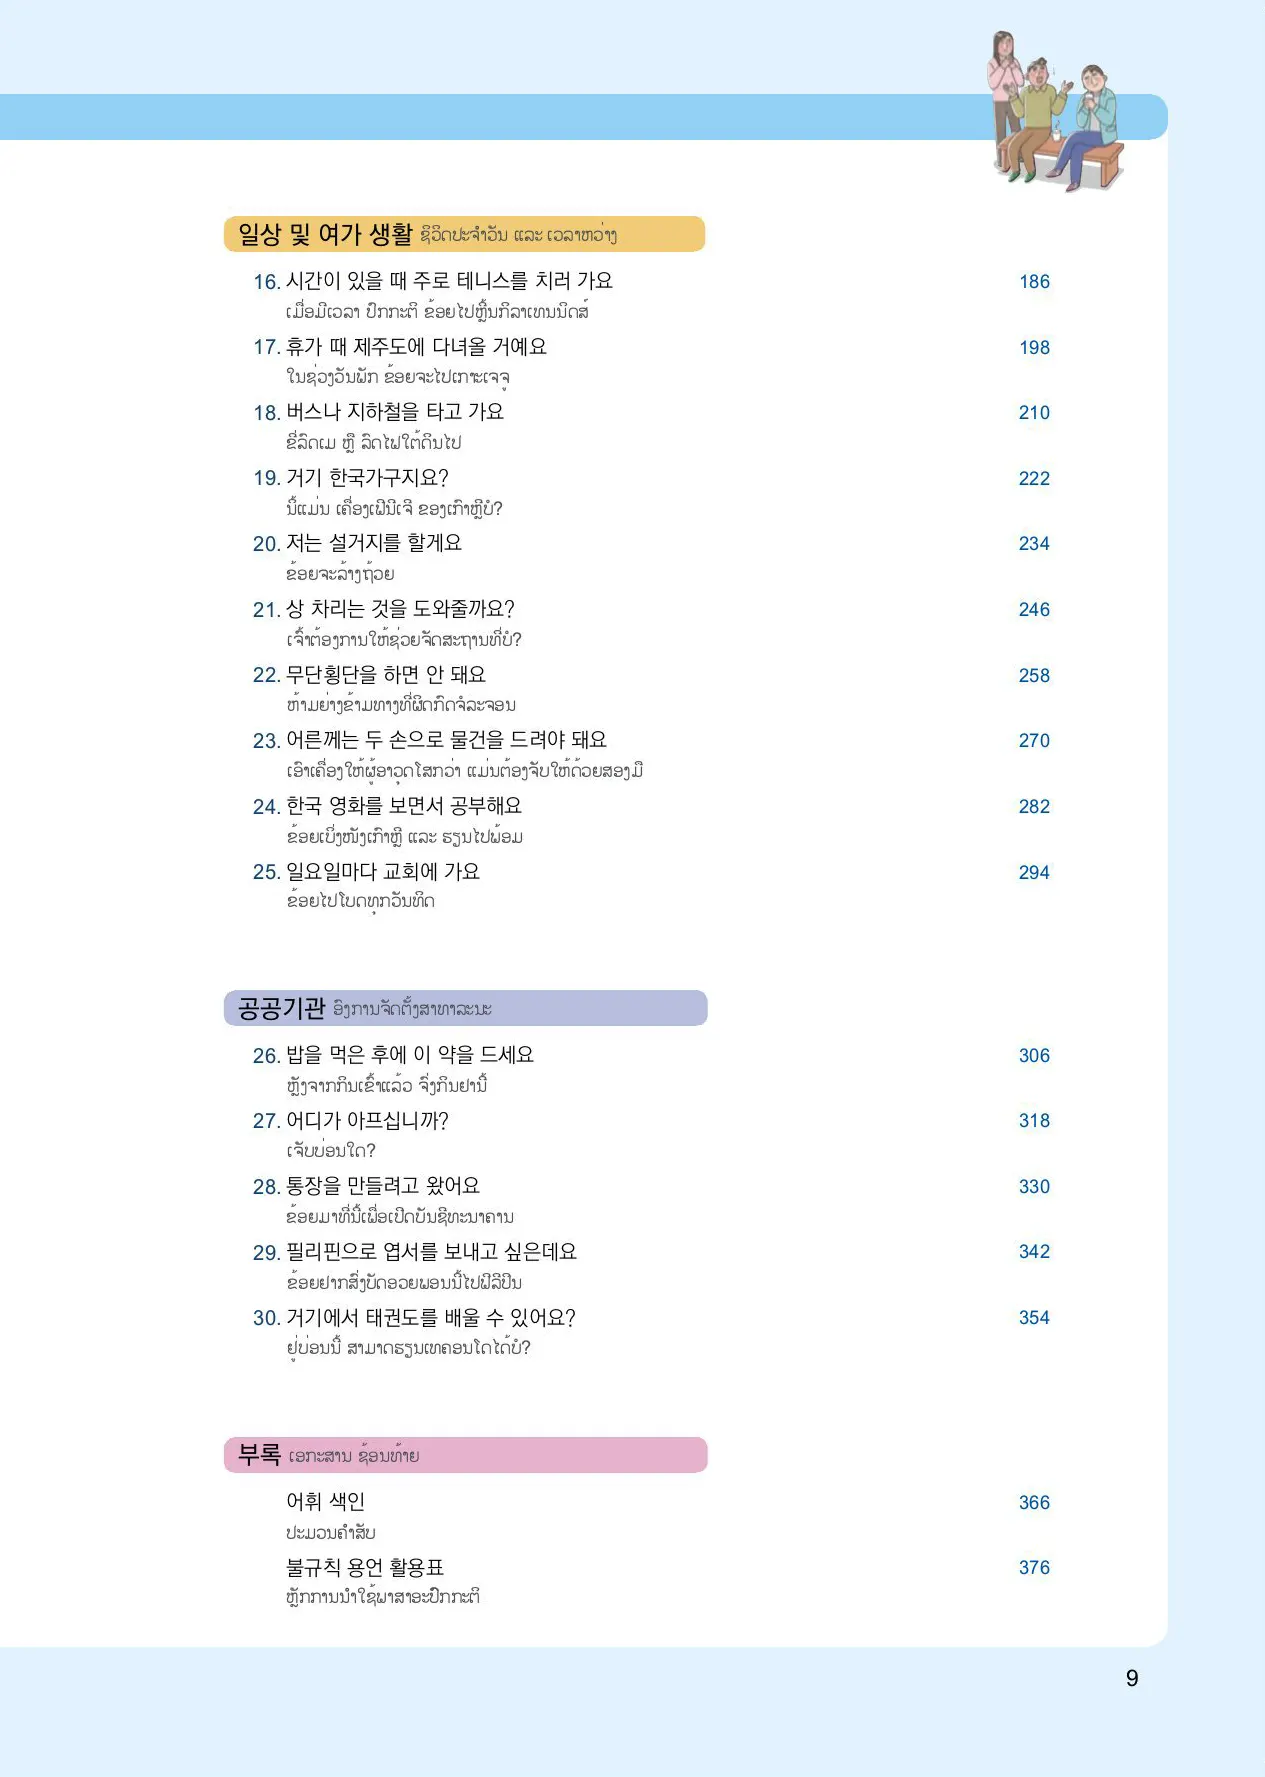 일상 및 여가 생활 ຊິວິດປະຈຳວັນ ແລະ ເວລາຫວ່າງ
16. 시간이 있을 때 주로 테니스를 치러 가요 186
ເມື່ອມີເວລາ ປົກກະຕິ ຂ້ອຍໄປຫຼິ້ນກິລາເທນນິດສ໌
17. 휴가 때 제주도에 다녀올 거예요 198
ໃນຊ່ວງວັນພັກ ຂ້ອຍຈະໄປເກາະເຈຈູ
18. 버스나 지하철을 타고 가요 210
ຂີ່ລົດເມ ຫຼື ລົດໄຟໃຕ້ດິນໄປ
19. 거기 한국가구지요? 222
ນີ້ແມ່ນ ເຄື່ອງເຟີນີເຈີ ຂອງເກົາຫຼີບໍ?
20. 저는 설거지를 할게요 234
ຂ້ອຍຈະລ້າງຖ້ວຍ
21. 상 차리는 것을 도와줄까요? 246
ເຈົ້າຕ້ອງການໃຫ້ຊ່ວຍຈັດສະຖານທີ່ບໍ?
22. 무단횡단을 하면 안 돼요 258
ຫ້າມຍ່າງຂ້າມທາງທີ່ຜິດກົດຈໍລະຈອນ
23. 어른께는 두 손으로 물건을 드려야 돼요 270
ເອົາເຄື່ອງໃຫ້ຜູ້ອາວຸດໂສກວ່າ ແມ່ນຕ້ອງຈັບໃຫ້ດ້ວຍສອງມື
24. 한국 영화를 보면서 공부해요 282
ຂ້ອຍເບິ່ງໜັງເກົາຫຼີ ແລະ ຮຽນໄປພ້ອມ
25. 일요일마다 교회에 가요 294
ຂ້ອຍໄປໂບດທຸກວັນທິດ
공공기관 ອົງການຈັດຕັ້ງສາທາລະນະ
26. 밥을 먹은 후에 이 약을 드세요 306
ຫຼັງຈາກກິນເຂົ້າແລ້ວ ຈົ່ງກິນຢານີ້
27. 어디가 아프십니까? 318
ເຈັບບ່ອນໃດ?
28. 통장을 만들려고 왔어요 330
ຂ້ອຍມາທີ່ນີ້ເພື່ອເປີດບັນຊີທະນາຄານ
29. 필리핀으로 엽서를 보내고 싶은데요 342
ຂ້ອຍຢາກສົ່ງບັດອວຍພອນນີ້ໄປຟີລີປິນ
30. 거기에서 태권도를 배울 수 있어요? 354
ຢູ່ບ່ອນນີ້ ສາມາດຮຽນເທຄອນໂດໄດ້ບໍ?
부록 ເອກະສານ ຊ້ອນທ້າຍ
어휘 색인 366
ປະມວນຄຳສັບ
불규칙 용언 활용표 376
ຫຼັກການນຳໃຊ້ພາສາອະປົກກະຕິ
9